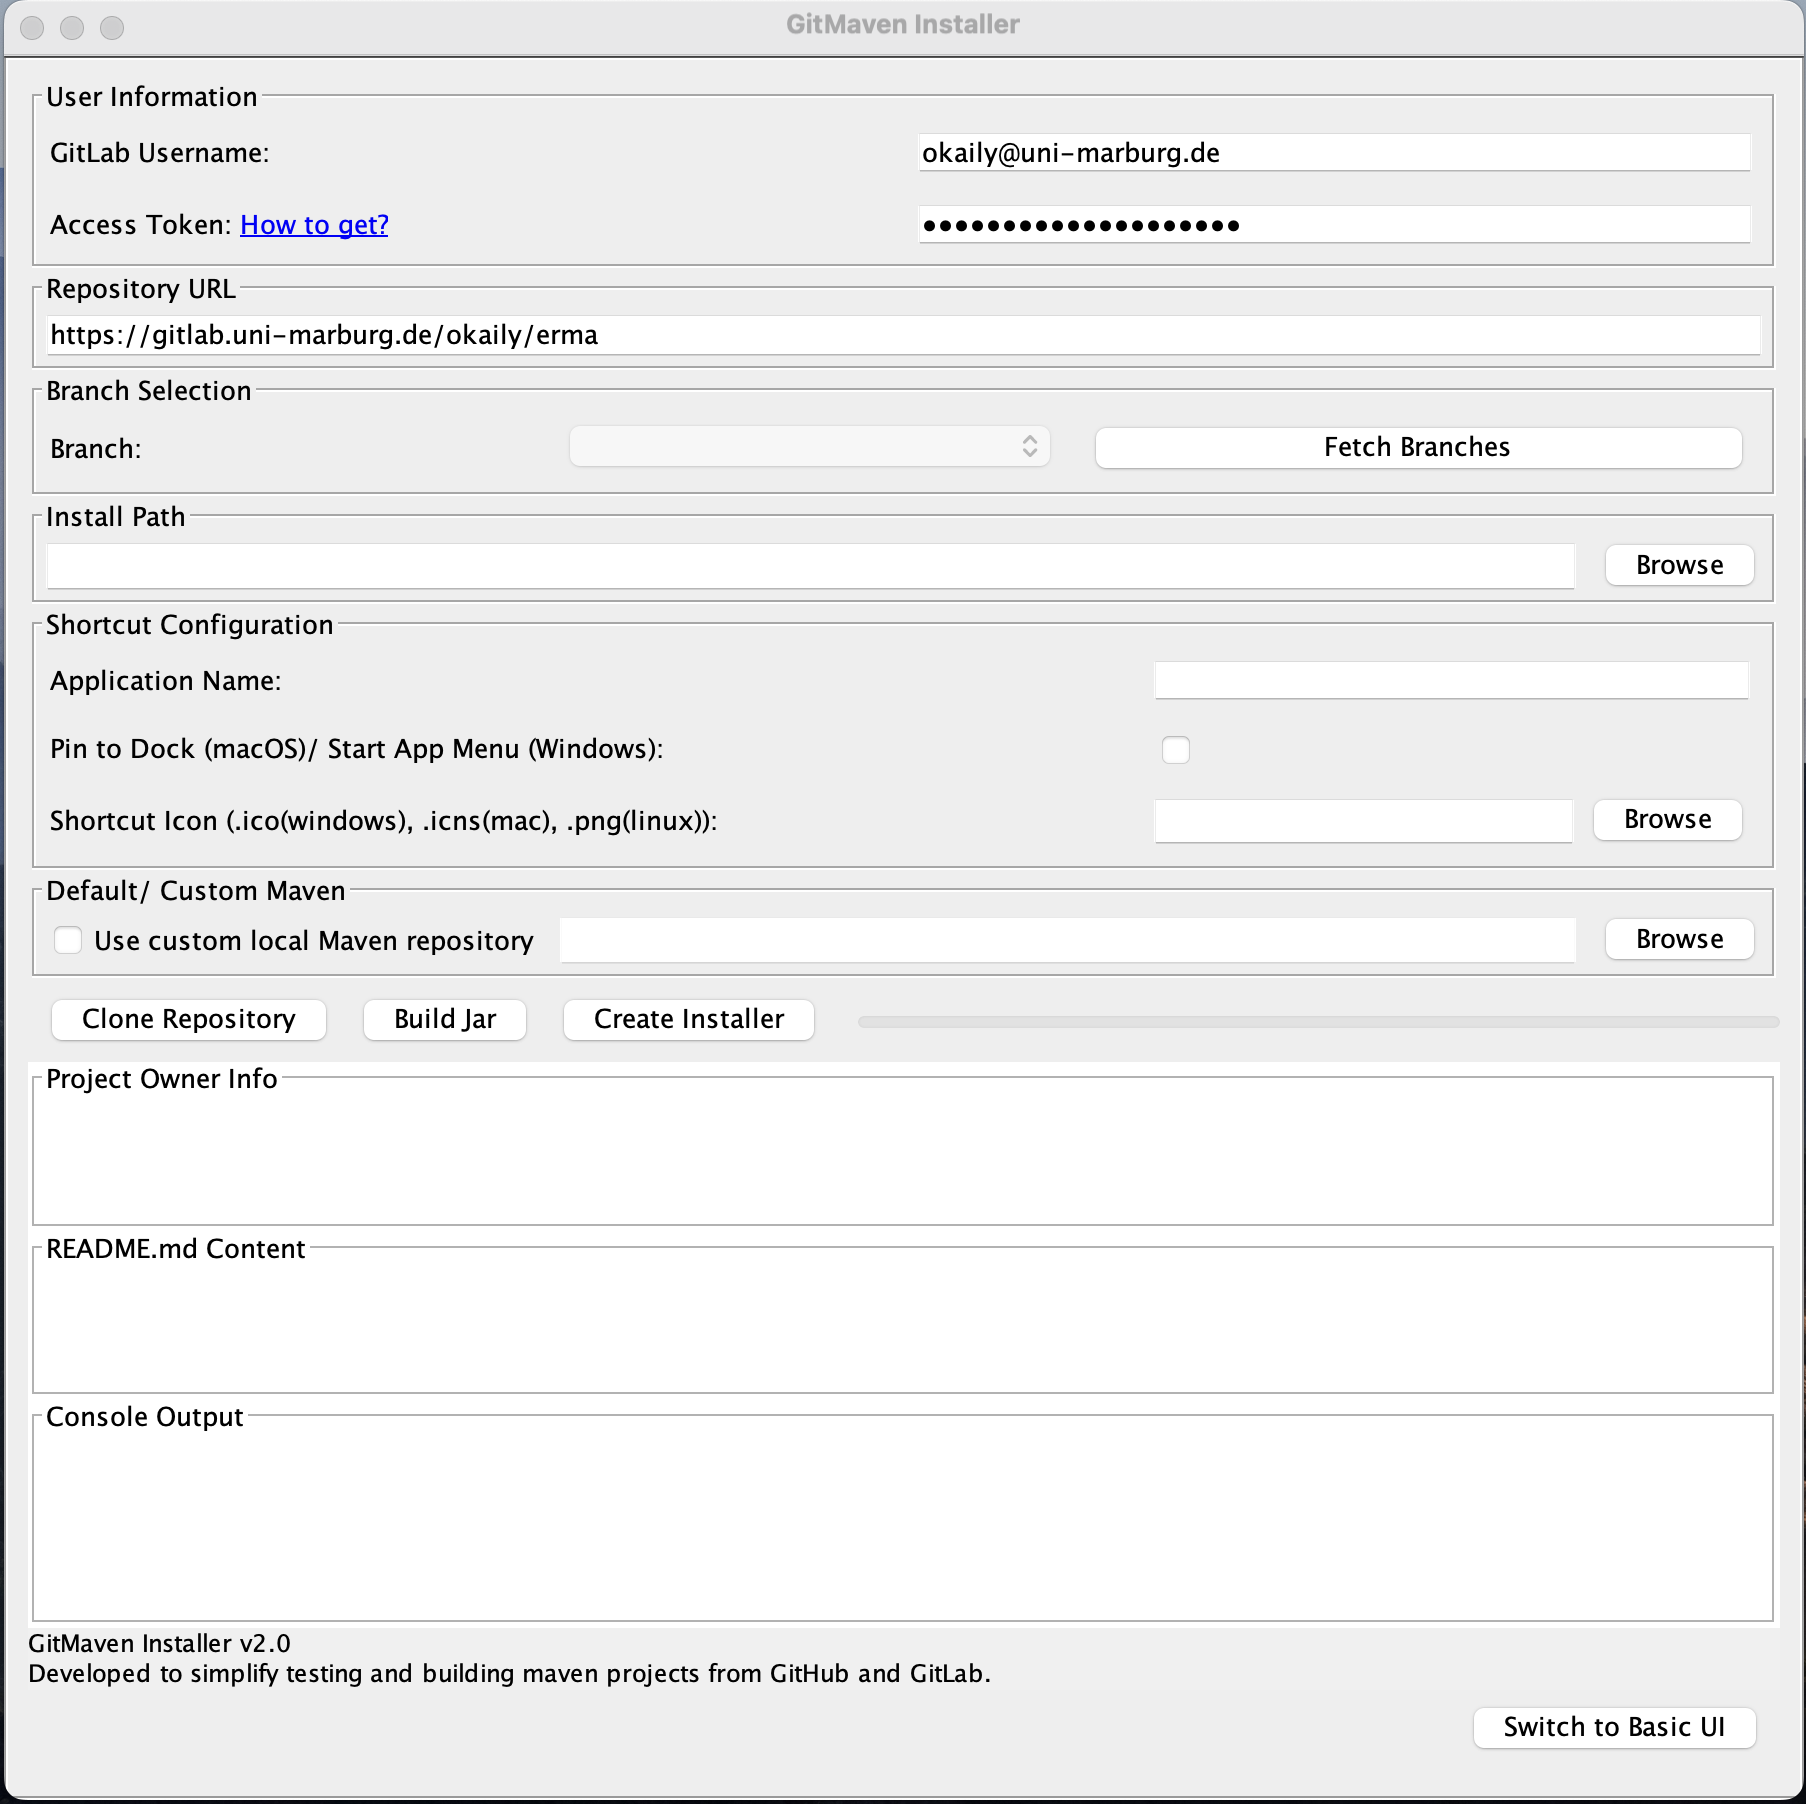 GitMaven Installer
User Information
GitLab Username:
okaily@uni-marburg.de
Access Token: How to get?
••••••••••••••••••••
Repository URL
https://gitlab.uni-marburg.de/okaily/erma
Branch Selection
Branch:
Fetch Branches
Install Path
Browse
Shortcut Configuration
Application Name:
Pin to Dock (macOS)/ Start App Menu (Windows):
Shortcut Icon (.ico(windows), .icns(mac), .png(linux)):
Browse
Default/ Custom Maven
Use custom local Maven repository
Browse
Clone Repository
Build Jar
Create Installer
Project Owner Info
README.md Content
Console Output
GitMaven Installer v2.0
Developed to simplify testing and building maven projects from GitHub and GitLab.
Switch to Basic UI